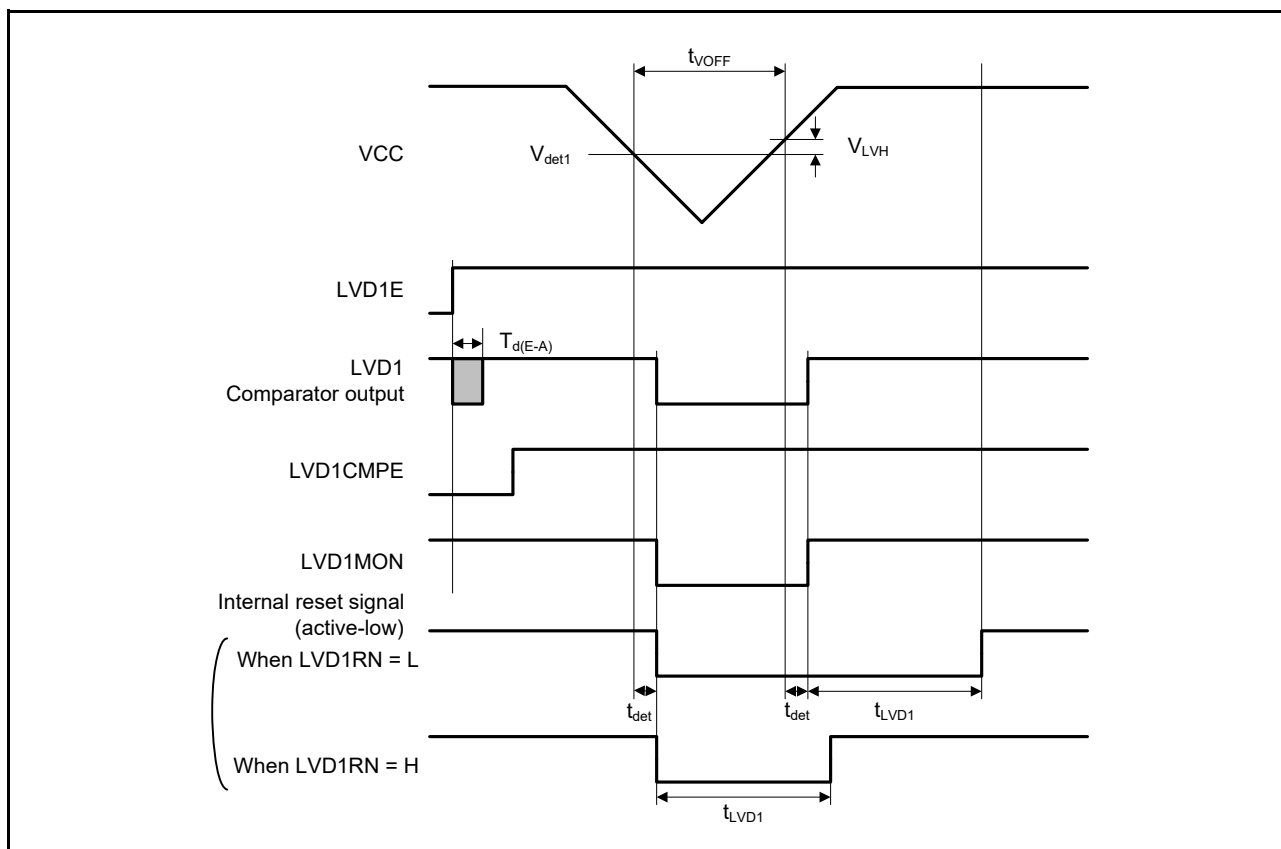 tVOFF
VCC
Vdet1
VLVH
LVD1E
Td(E-A)
LVD1
Comparator output
LVD1CMPE
LVD1MON
Internal reset signal
(active-low)
When LVD1RN = L
tdet
tdet
tLVD1
When LVD1RN = H
tLVD1